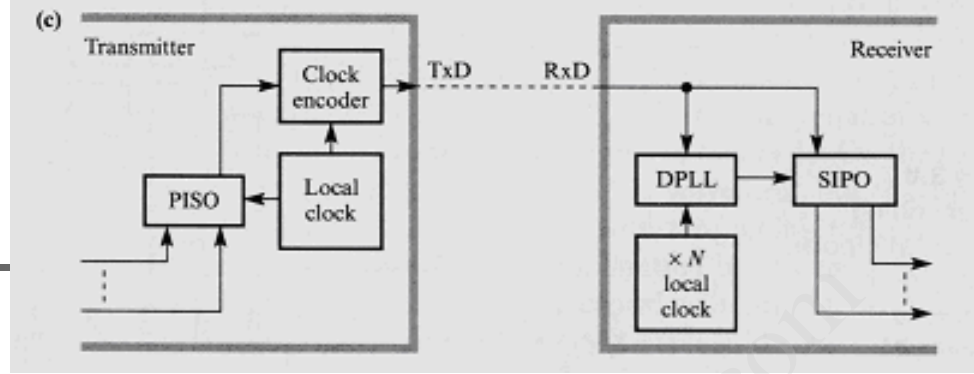 (c)
Transmitter
Receiver
Clock
encoder
TxD
RxD
PISO
Local
clock
DPLL
SIPO
× N
local
clock